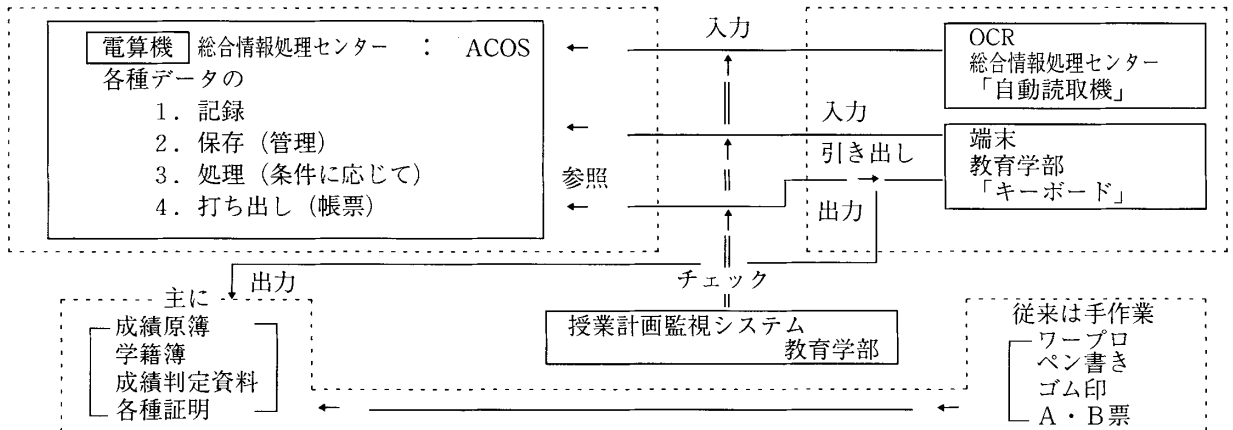 電算機 総合情報処理センター : ACOS
各種データの
1. 記録
2. 保存(管理)
3. 処理(条件に応じて)
4. 打ち出し(帳票)
入力
入力
引き出し
参照
出力
OCR
総合情報処理センター
「自動読取機」
端末
教育学部
「キーボード」
チェック
出力
授業計画監視システム
教育学部
主に
成績原簿
学籍簿
成績判定資料
各種証明
従来は手作業
ワープロ
ペン書き
ゴム印
A・B票